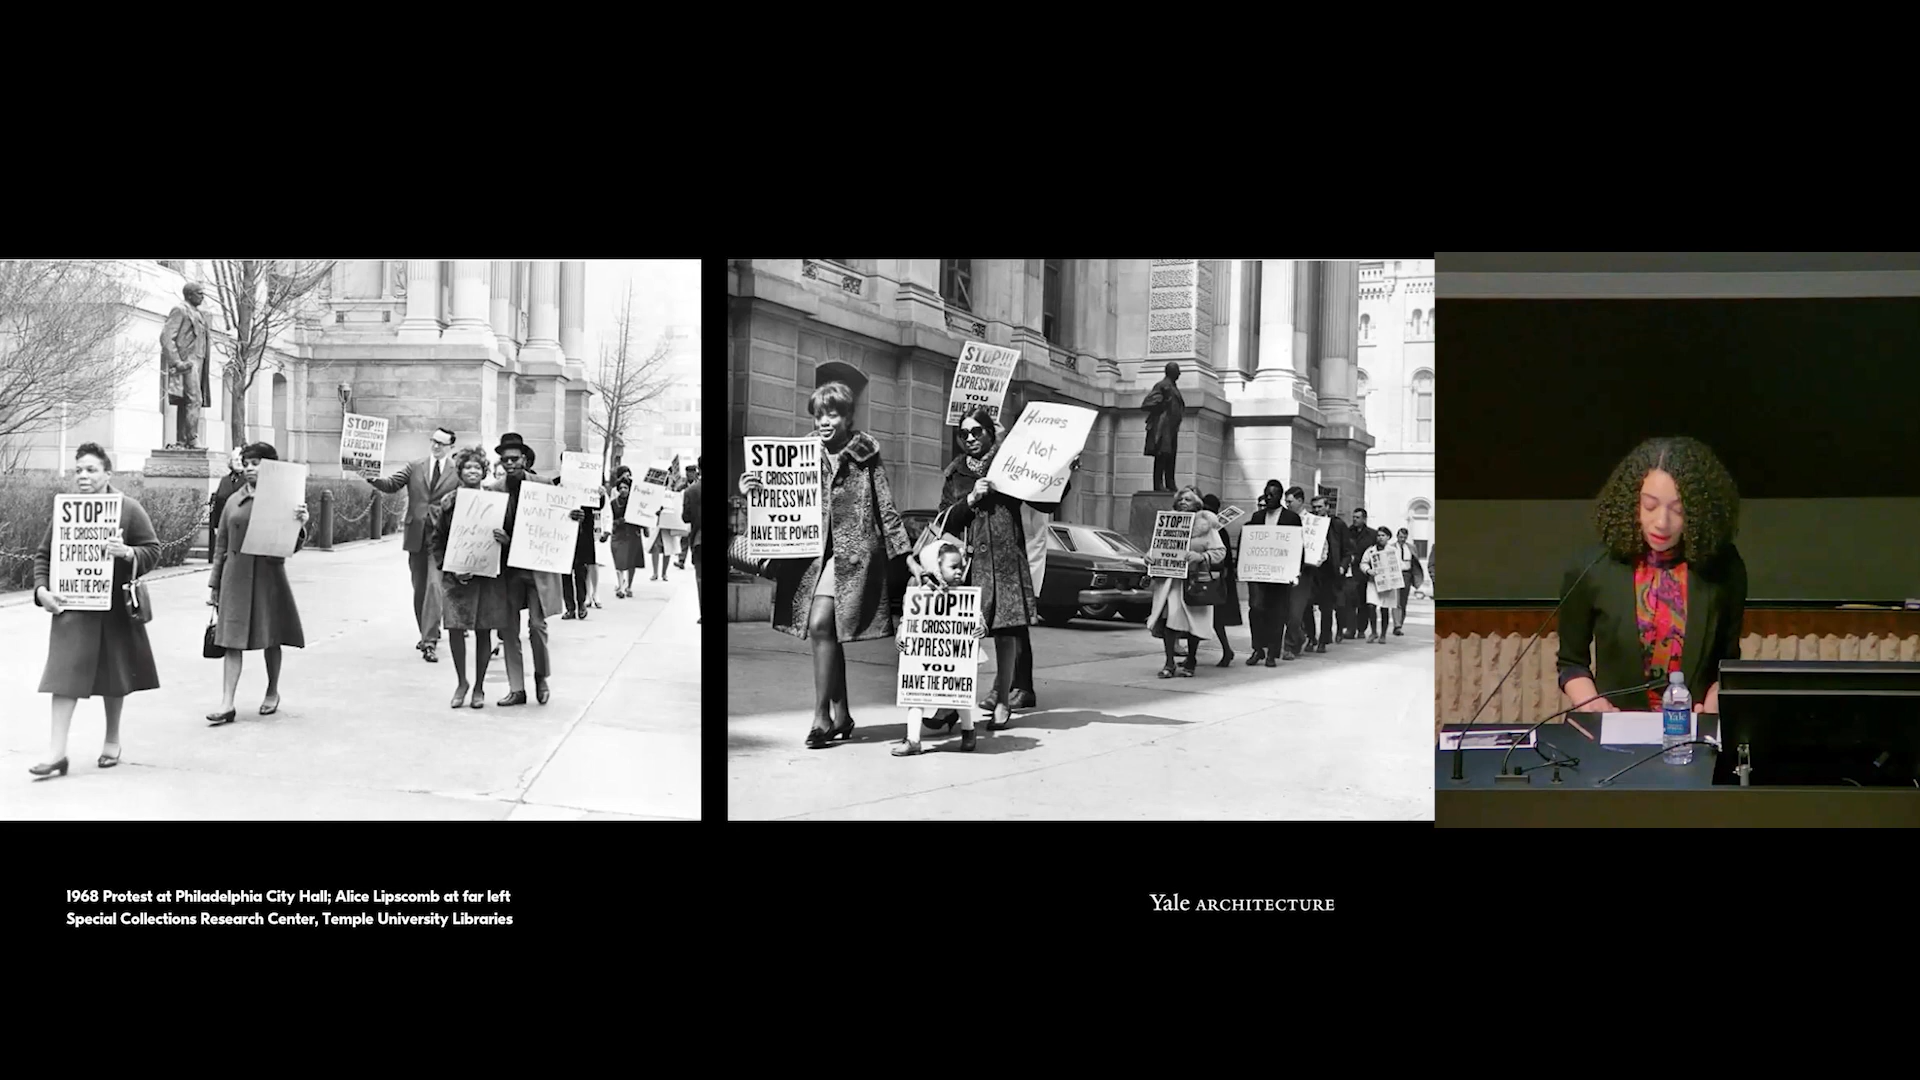 STOP!!!
THE CROSSTOWN
EXPRESSWAY
YOU
HAVE THE POWER
STOP!!!
THE CROSSTOWN
EXPRESSWAY
YOU
HAVE THE POWER
WE DON'T
WANT
"Effective
Buffer
Zone
STOP!!!
THE CROSSTOWN
EXPRESSWAY
YOU
HAVE THE POWER
STOP!!!
THE CROSSTOWN
EXPRESSWAY
YOU
HAVE THE POWER
Homes
Not
Highways
STOP!!!
THE CROSSTOWN
EXPRESSWAY
YOU
HAVE THE POWER
CROSSTOWN COMMUNITY OFFICE
STOP!!!
THE CROSSTOWN
EXPRESSWAY
YOU
HAVE THE POWER
STOP THE
CROSSTOWN
EXPRESSWAY
Yale
1968 Protest at Philadelphia City Hall; Alice Lipscomb at far left
Special Collections Research Center, Temple University Libraries
Yale ARCHITECTURE